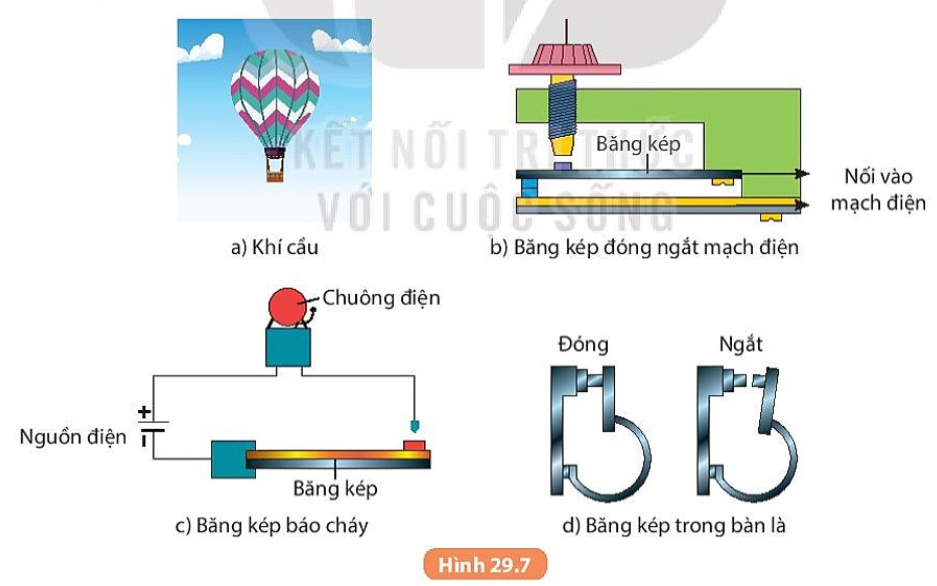 KẾT NỐI TRI THỨC
VỚI CUỘC SỐNG
Băng kép
Nối vào
mạch điện
a) Khí cầu
b) Băng kép đóng ngắt mạch điện
Chuông điện
+
-
Nguồn điện
Băng kép
c) Băng kép báo cháy
Đóng
Ngắt
d) Băng kép trong bàn là
Hình 29.7